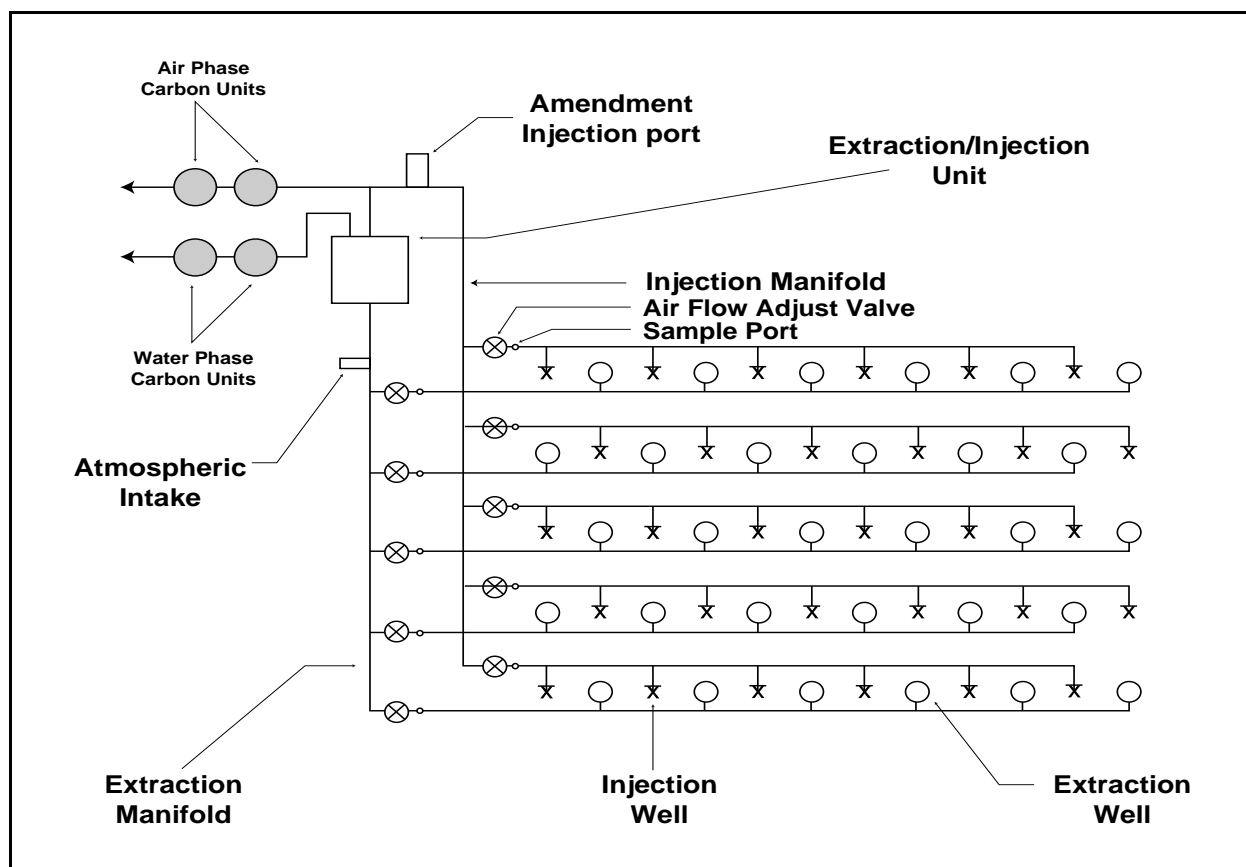 Air Phase
Carbon Units
Amendment
Injection port
Extraction/Injection
Unit
Injection Manifold
Air Flow Adjust Valve
Sample Port
Water Phase
Carbon Units
Atmospheric
Intake
Extraction
Manifold
Injection
Well
Extraction
Well